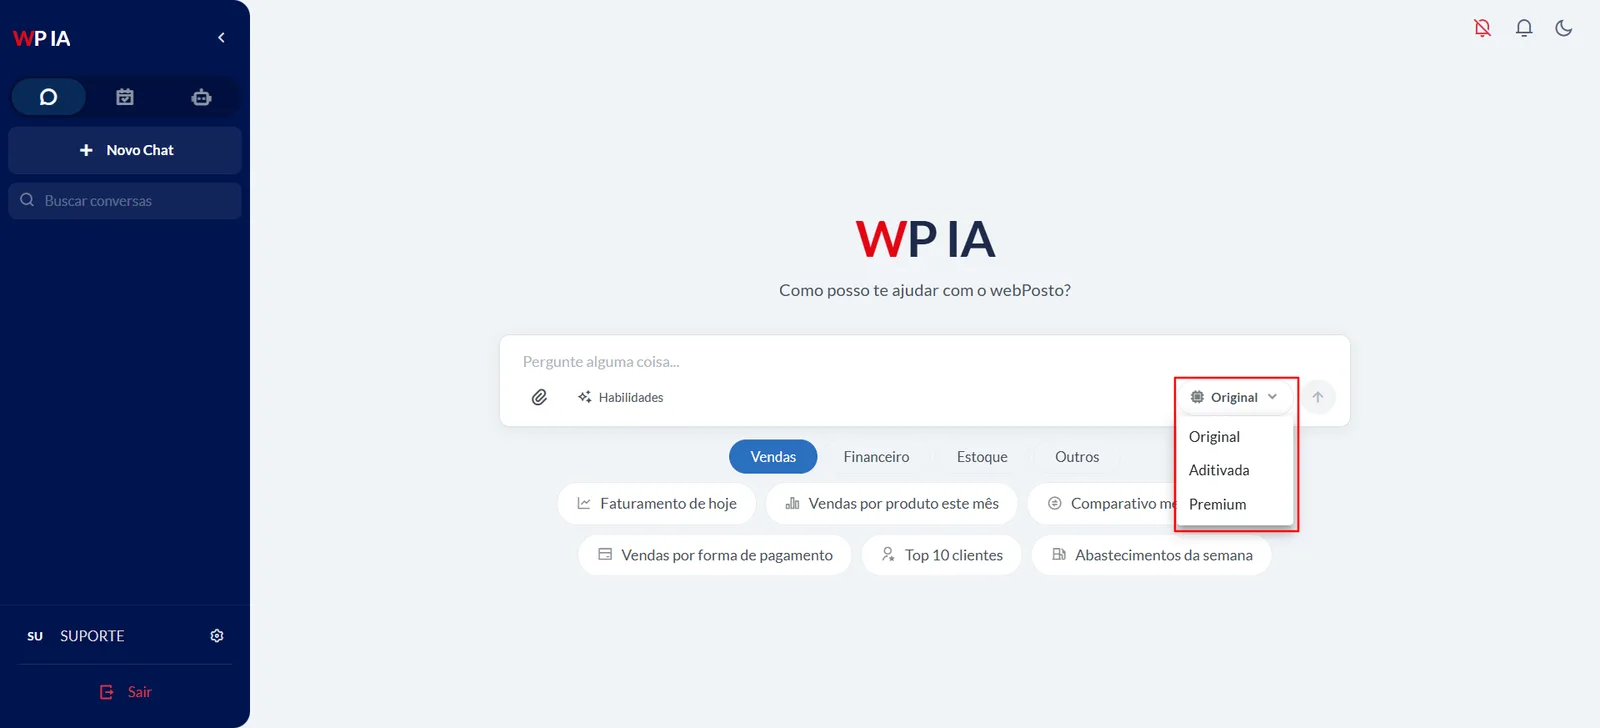 WP IA
Novo Chat
Buscar conversas
SU SUPORTE
Sair
WP IA
Como posso te ajudar com o webPosto?
Pergunte alguma coisa...
Habilidades
Original
Original
Aditivada
Premium
Vendas Financeiro Estoque Outros
Faturamento de hoje Vendas por produto este mês Comparativo
Vendas por forma de pagamento Top 10 clientes Abastecimentos da semana